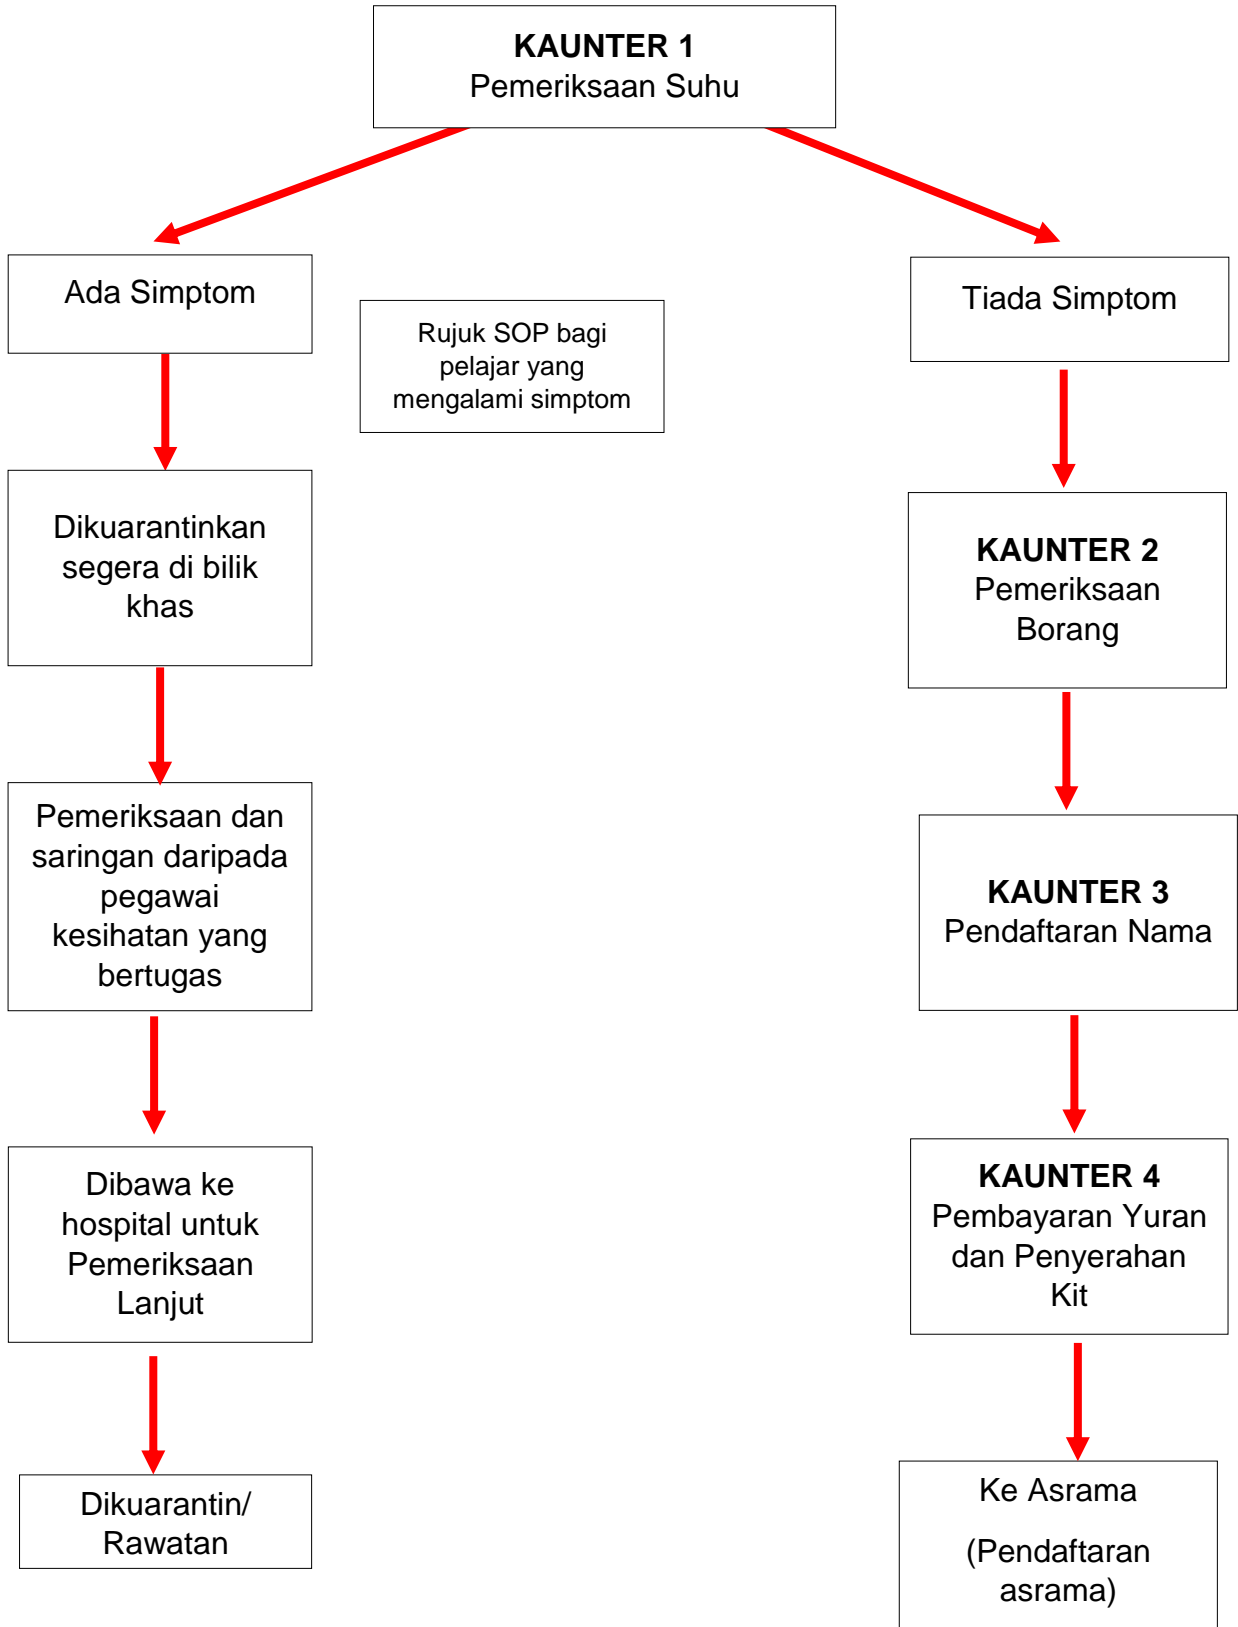 KAUNTER 1
Pemeriksaan Suhu
Ada Simptom
Rujuk SOP bagi
pelajar yang
mengalami simptom
Tiada Simptom
Dikuarantinkan
segera di bilik
khas
KAUNTER 2
Pemeriksaan
Borang
Pemeriksaan dan
saringan daripada
pegawai
kesihatan yang
bertugas
KAUNTER 3
Pendaftaran Nama
Dibawa ke
hospital untuk
Pemeriksaan
Lanjut
KAUNTER 4
Pembayaran Yuran
dan Penyerahan
Kit
Dikuarantin/
Rawatan
Ke Asrama
(Pendaftaran
asrama)